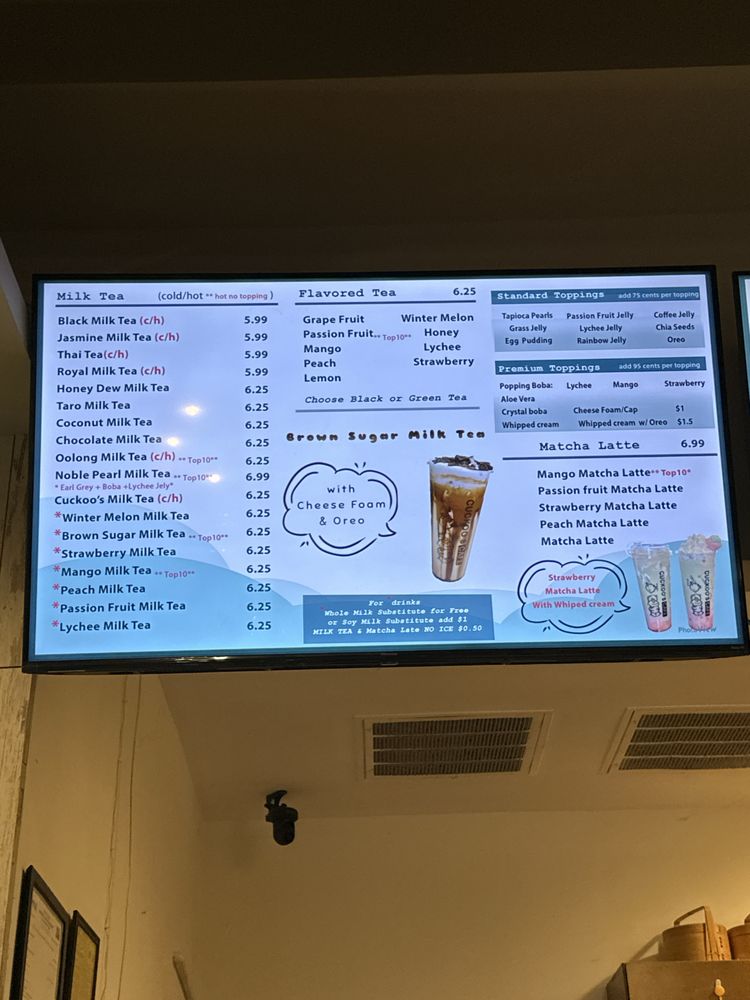 Milk Tea (cold/hot ** hot no topping )
Black Milk Tea (c/h) 5.99
Jasmine Milk Tea (c/h) 5.99
Thai Tea(c/h) 5.99
Royal Milk Tea (c/h) 5.99
Honey Dew Milk Tea 6.25
Taro Milk Tea 6.25
Coconut Milk Tea 6.25
Chocolate Milk Tea 6.25
Oolong Milk Tea (c/h) ** Top10** 6.25
Noble Pearl Milk Tea ** Top10** 6.99
* Earl Grey + Boba +Lychee Jely*
Cuckoo's Milk Tea (c/h) 6.25
*Winter Melon Milk Tea 6.25
*Brown Sugar Milk Tea ** Top10** 6.25
*Strawberry Milk Tea 6.25
*Mango Milk Tea ** Top10** 6.25
*Peach Milk Tea 6.25
*Passion Fruit Milk Tea 6.25
*Lychee Milk Tea 6.25
Flavored Tea 6.25
Grape Fruit Winter Melon
Passion Fruit** Top10** Honey
Mango Lychee
Peach Strawberry
Lemon
Choose Black or Green Tea
Brown Sugar Milk Tea
with
Cheese Foam
& Oreo
CUCKOO'S
For drinks
Whole Milk Substitute for Free
or Soy Milk Substitute add $1
MILK TEA & Matcha Late NO ICE $0.50
Standard Toppings add 75 cents per topping
Tapioca Pearls Passion Fruit Jelly Coffee Jelly
Grass Jelly Lychee Jelly Chia Seeds
Egg Pudding Rainbow Jelly Oreo
Premium Toppings add 95 cents per topping
Popping Boba: Lychee Mango Strawberry
Aloe Vera
Crystal boba Cheese Foam/Cap $1
Whipped cream Whipped cream w/ Oreo $1.5
Matcha Latte 6.99
Mango Matcha Latte** Top10*
Passion fruit Matcha Latte
Strawberry Matcha Latte
Peach Matcha Latte
Matcha Latte
Strawberry
Matcha Latte
With Whiped cream